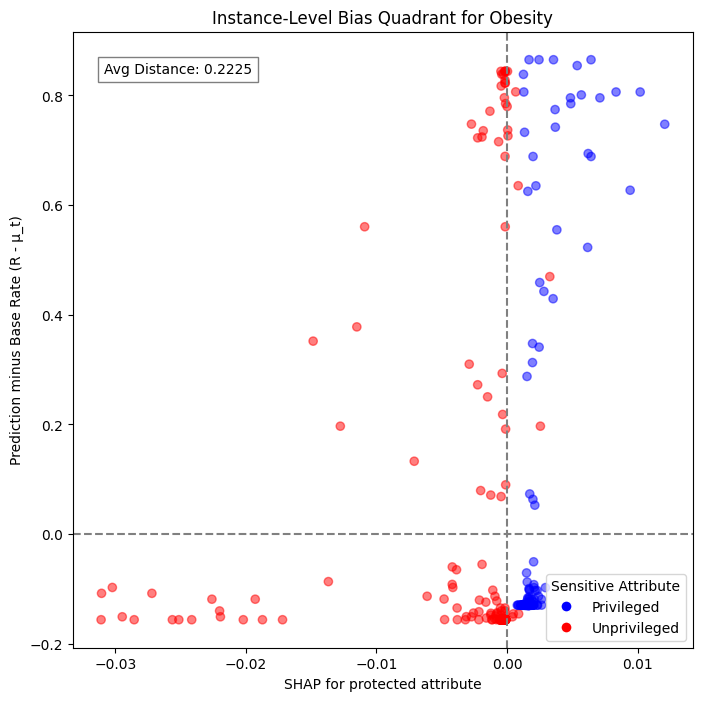 Instance-Level Bias Quadrant for Obesity
Avg Distance: 0.2225
Prediction minus Base Rate (R - μ_t)
0.8
0.6
0.4
0.2
0.0
−0.2
Sensitive Attribute
Privileged
Unprivileged
−0.03
−0.02
−0.01
0.00
0.01
SHAP for protected attribute